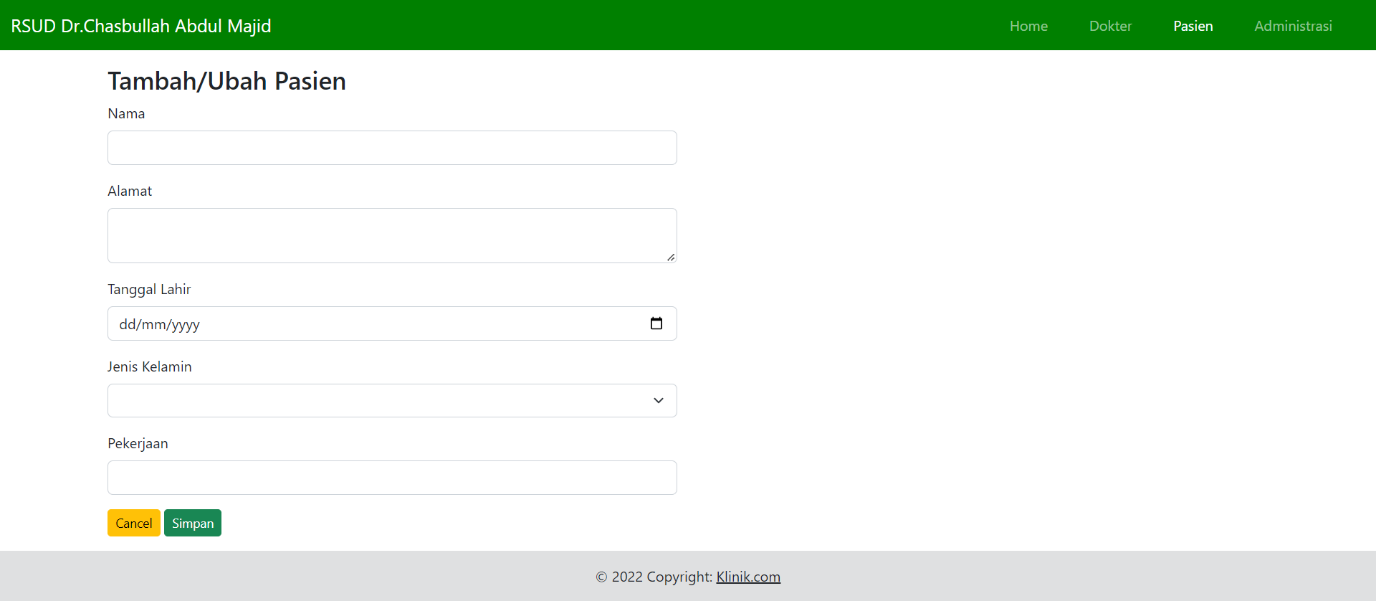 RSUD Dr.Chasbullah Abdul Majid Home Dokter Pasien Administrasi
Tambah/Ubah Pasien
Nama
Alamat
Tanggal Lahir
dd/mm/yyyy
Jenis Kelamin
Pekerjaan
Cancel Simpan
© 2022 Copyright: Klinik.com